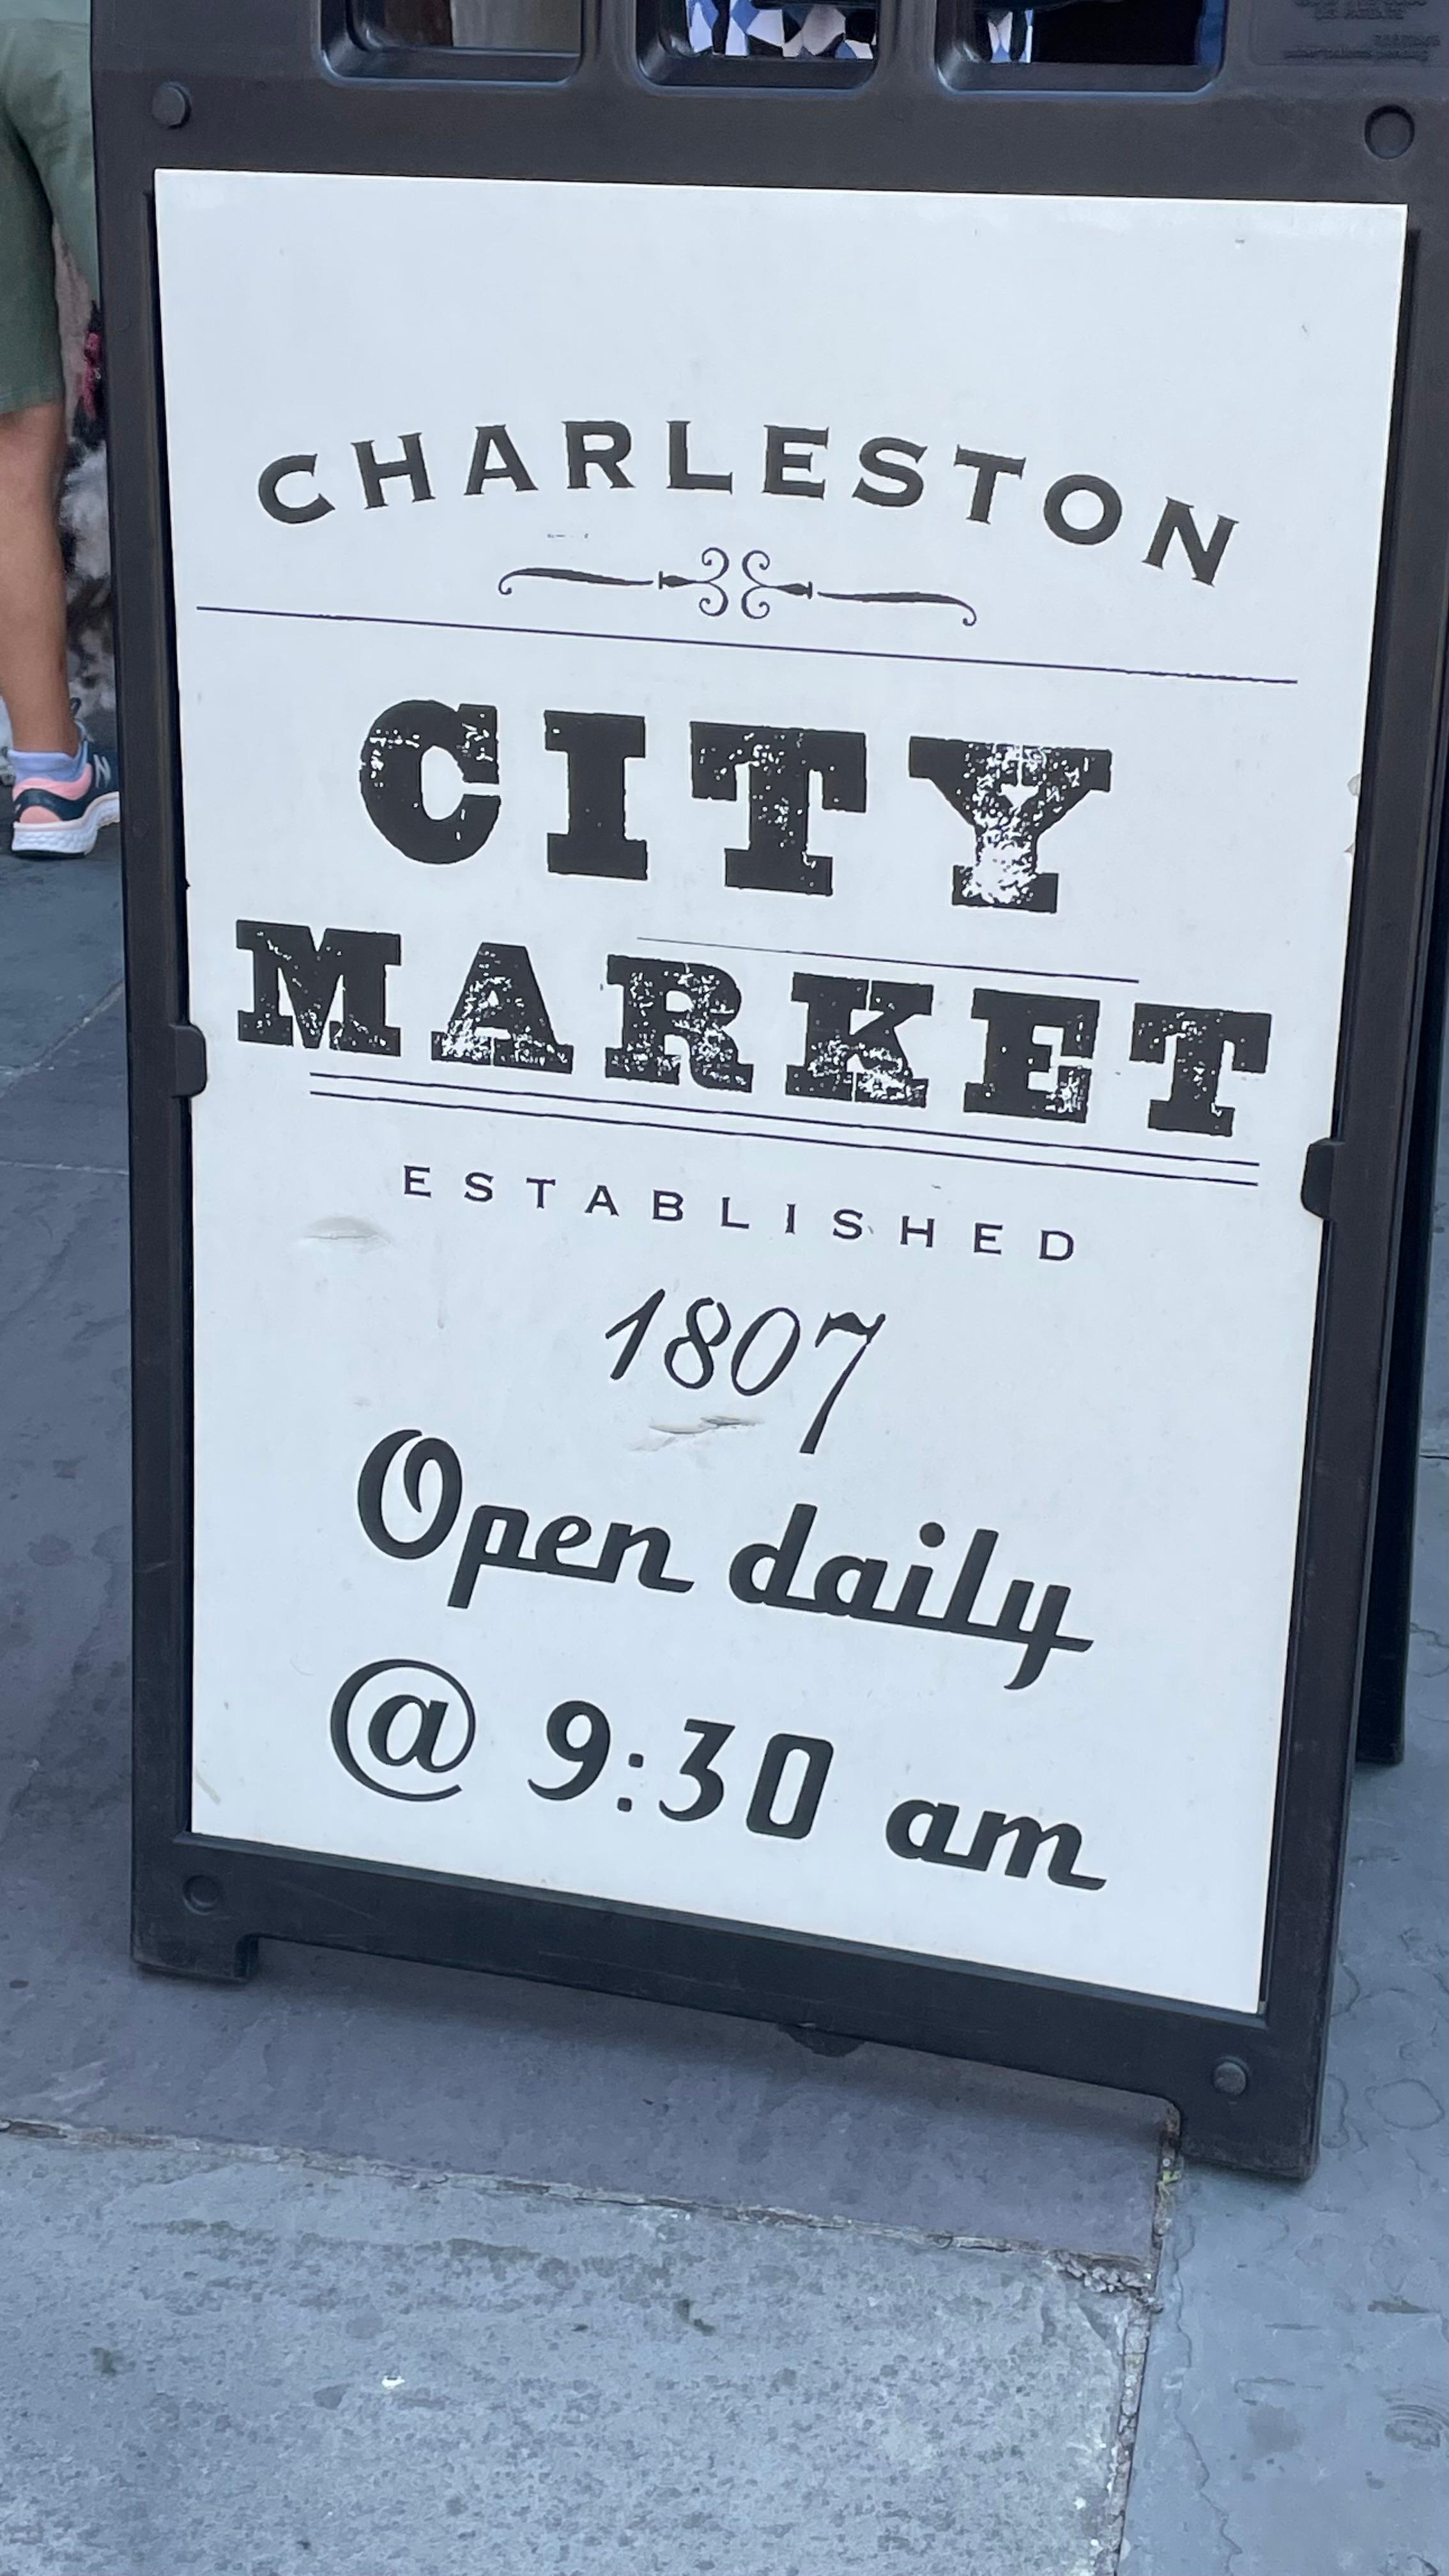 CHARLESTON
CITY
MARKET
ESTABLISHED
1807
Open daily
@ 9:30 am
N